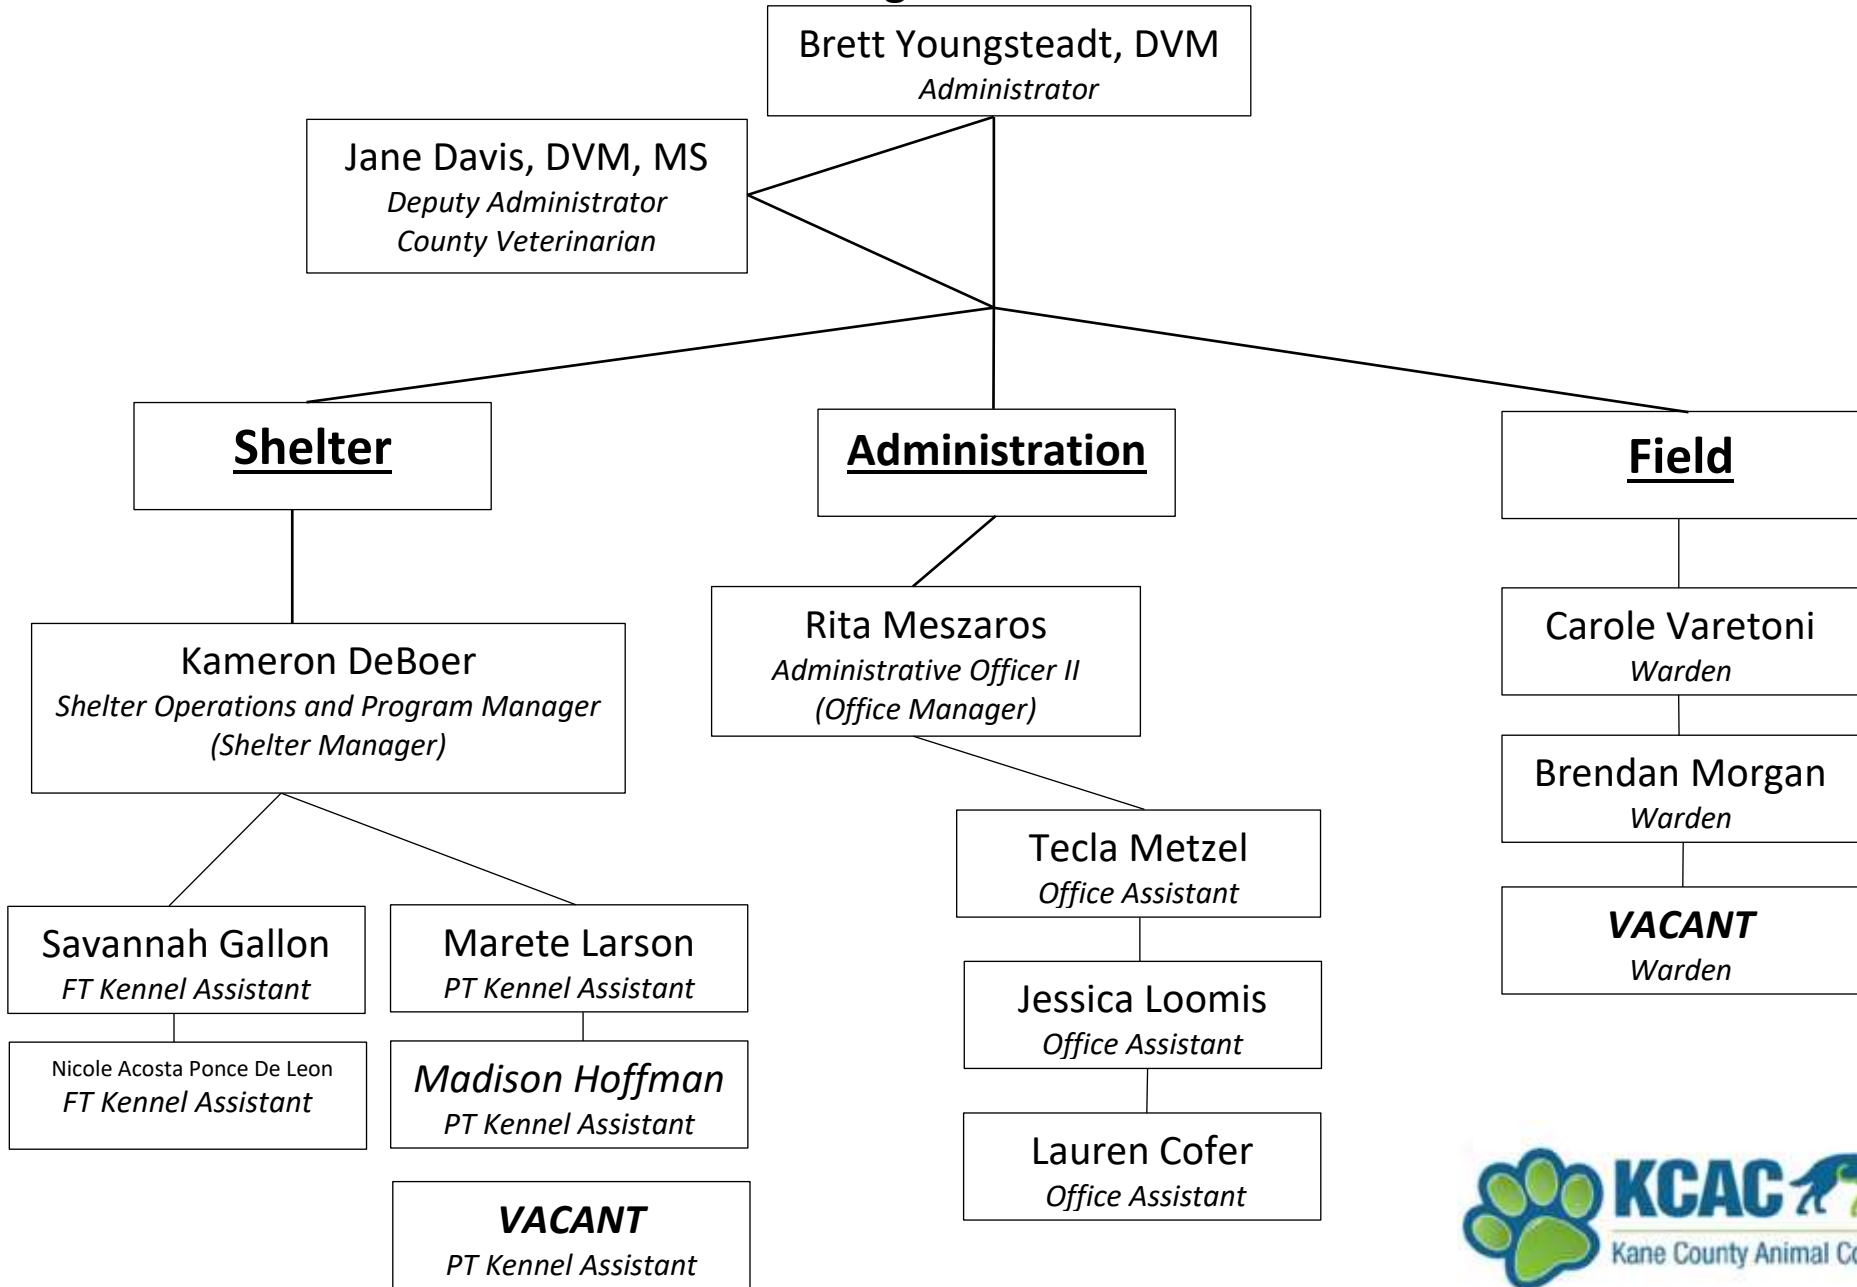 Brett Youngsteadt, DVM
Administrator
Jane Davis, DVM, MS
Deputy Administrator
County Veterinarian
Shelter
Administration
Field
Kameron DeBoer
Shelter Operations and Program Manager
(Shelter Manager)
Rita Meszaros
Administrative Officer II
(Office Manager)
Carole Varetoni
Warden
Brendan Morgan
Warden
VACANT
Warden
Tecla Metzel
Office Assistant
Jessica Loomis
Office Assistant
Lauren Cofer
Office Assistant
Savannah Gallon
FT Kennel Assistant
Nicole Acosta Ponce De Leon
FT Kennel Assistant
Marete Larson
PT Kennel Assistant
Madison Hoffman
PT Kennel Assistant
VACANT
PT Kennel Assistant
KCAC
Kane County Animal Co